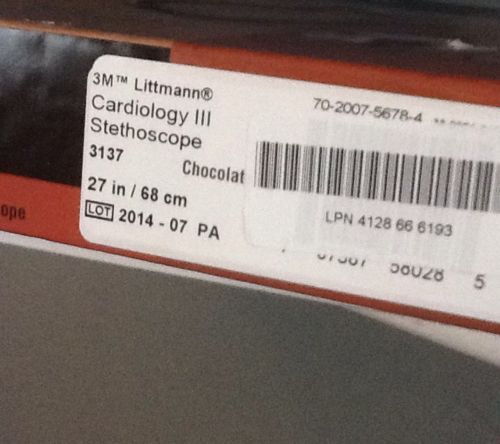 3M™ Littmann®
Cardiology III
Stethoscope
3137
Chocolat
27 in / 68 cm
LOT 2014 - 07 PA
70-2007-5678-4
LPN 4128 66 6193
58028 5
ope